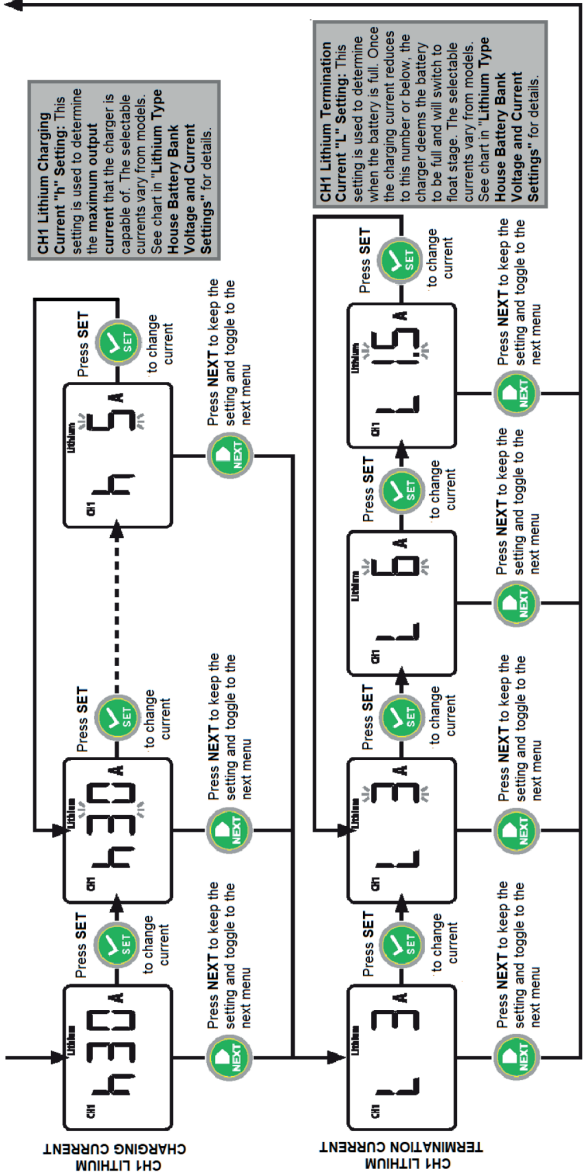 CH1 LITHIUM
CHARGING CURRENT
CH1
Lithium
h30 A
Press SET
SET
to change
current
CH1
Lithium
h30 A
Press SET
SET
to change
current
CH1
Lithium
h 5 A
Press SET
SET
to change
current
NEXT
Press NEXT to keep the
setting and toggle to the
next menu
NEXT
Press NEXT to keep the
setting and toggle to the
next menu
NEXT
Press NEXT to keep the
setting and toggle to the
next menu
CH1 Lithium Charging
Current "h" Setting: This
setting is used to determine
the maximum output
current that the charger is
capable of. The selectable
currents vary from models.
See chart in "Lithium Type
House Battery Bank
Voltage and Current
Settings" for details.
CH1 LITHIUM
TERMINATION CURRENT
CH1
Lithium
L 3 A
Press SET
SET
to change
current
CH1
Lithium
L 3 A
Press SET
SET
to change
current
CH1
Lithium
L 6 A
Press SET
SET
to change
current
CH1
Lithium
L1.5 A
Press SET
SET
to change
current
NEXT
Press NEXT to keep the
setting and toggle to the
next menu
NEXT
Press NEXT to keep the
setting and toggle to the
next menu
NEXT
Press NEXT to keep the
setting and toggle to the
next menu
NEXT
Press NEXT to keep the
setting and toggle to the
next menu
CH1 Lithium Termination
Current "L" Setting: This
setting is used to determine
when the battery is full. Once
the charging current reduces
to this number or below, the
charger deems the battery
to be full and will switch to
float stage. The selectable
currents vary from models.
See chart in "Lithium Type
House Battery Bank
Voltage and Current
Settings" for details.